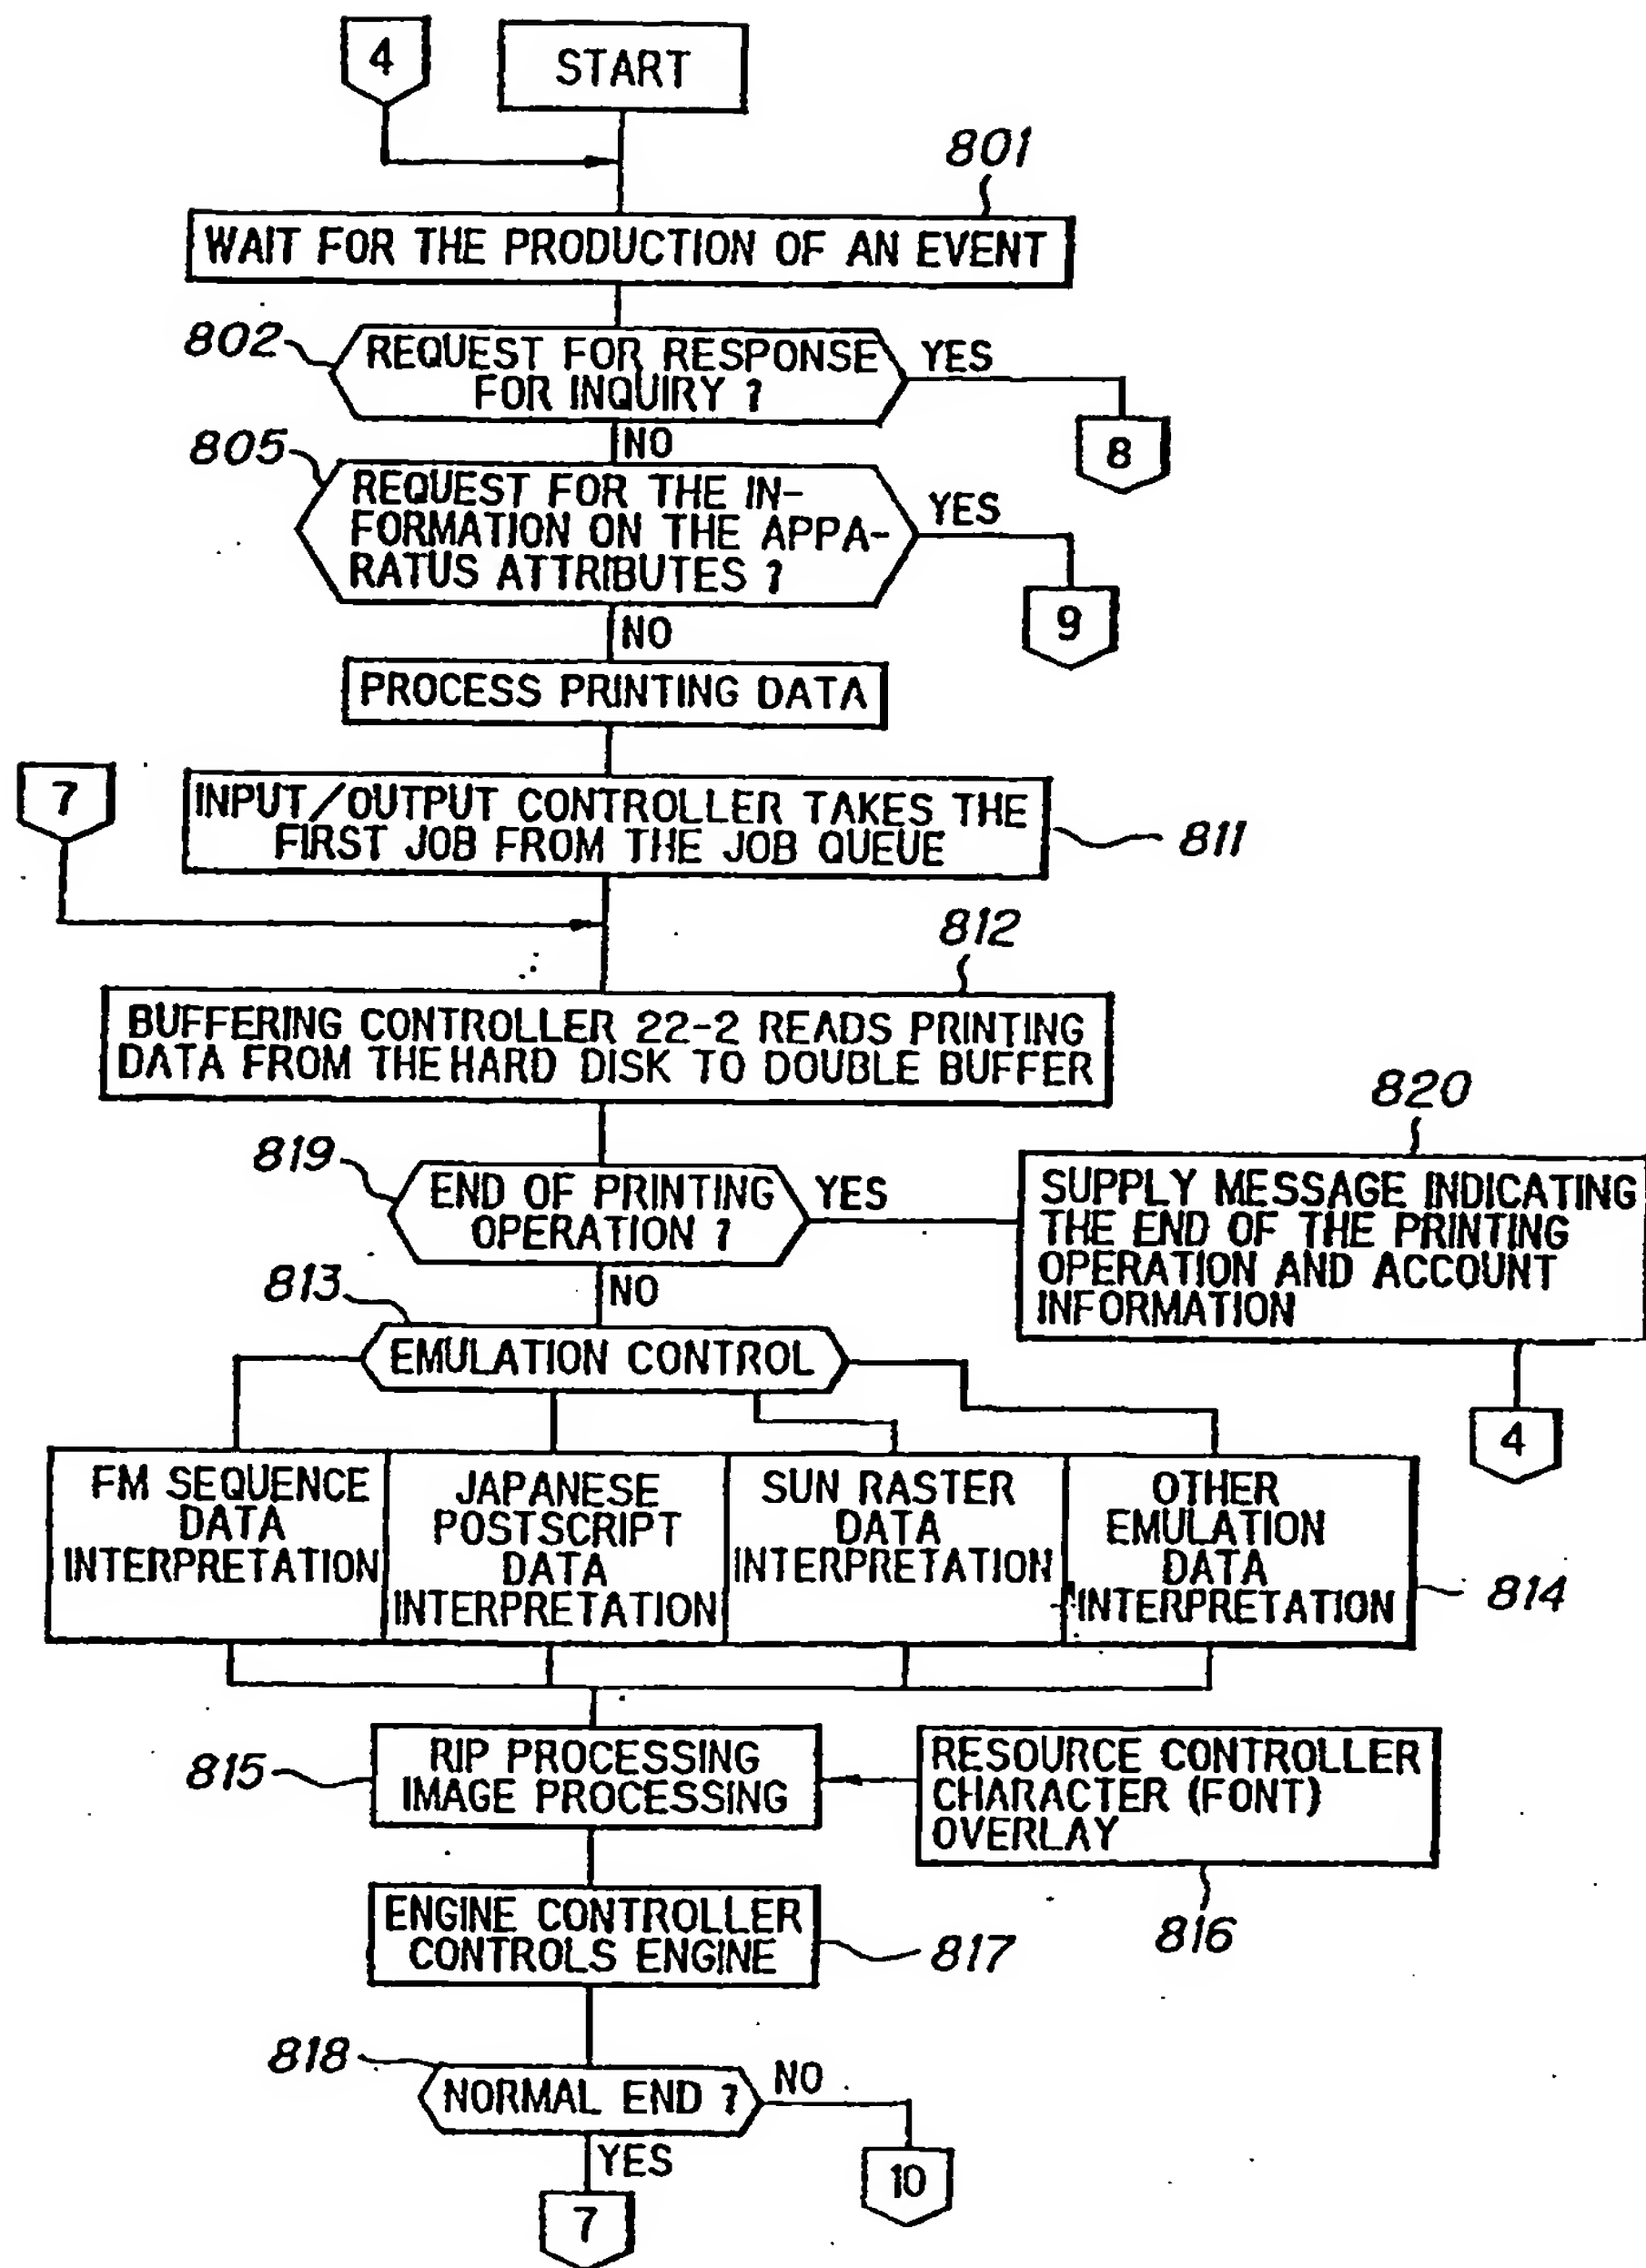 4
START
801
WAIT FOR THE PRODUCTION OF AN EVENT
802
REQUEST FOR RESPONSE
FOR INQUIRY ?
YES
8
NO
805
REQUEST FOR THE IN-
FORMATION ON THE APPA-
RATUS ATTRIBUTES ?
YES
9
NO
PROCESS PRINTING DATA
7
INPUT/OUTPUT CONTROLLER TAKES THE
FIRST JOB FROM THE JOB QUEUE
811
812
BUFFERING CONTROLLER 22-2 READS PRINTING
DATA FROM THE HARD DISK TO DOUBLE BUFFER
819
END OF PRINTING
OPERATION ?
YES
820
SUPPLY MESSAGE INDICATING
THE END OF THE PRINTING
OPERATION AND ACCOUNT
INFORMATION
4
NO
813
EMULATION CONTROL
FM SEQUENCE
DATA
INTERPRETATION
JAPANESE
POSTSCRIPT
DATA
INTERPRETATION
SUN RASTER
DATA
INTERPRETATION
OTHER
EMULATION
DATA
INTERPRETATION
814
815
RIP PROCESSING
IMAGE PROCESSING
RESOURCE CONTROLLER
CHARACTER (FONT)
OVERLAY
816
ENGINE CONTROLLER
CONTROLS ENGINE
817
818
NORMAL END ?
NO
10
YES
7